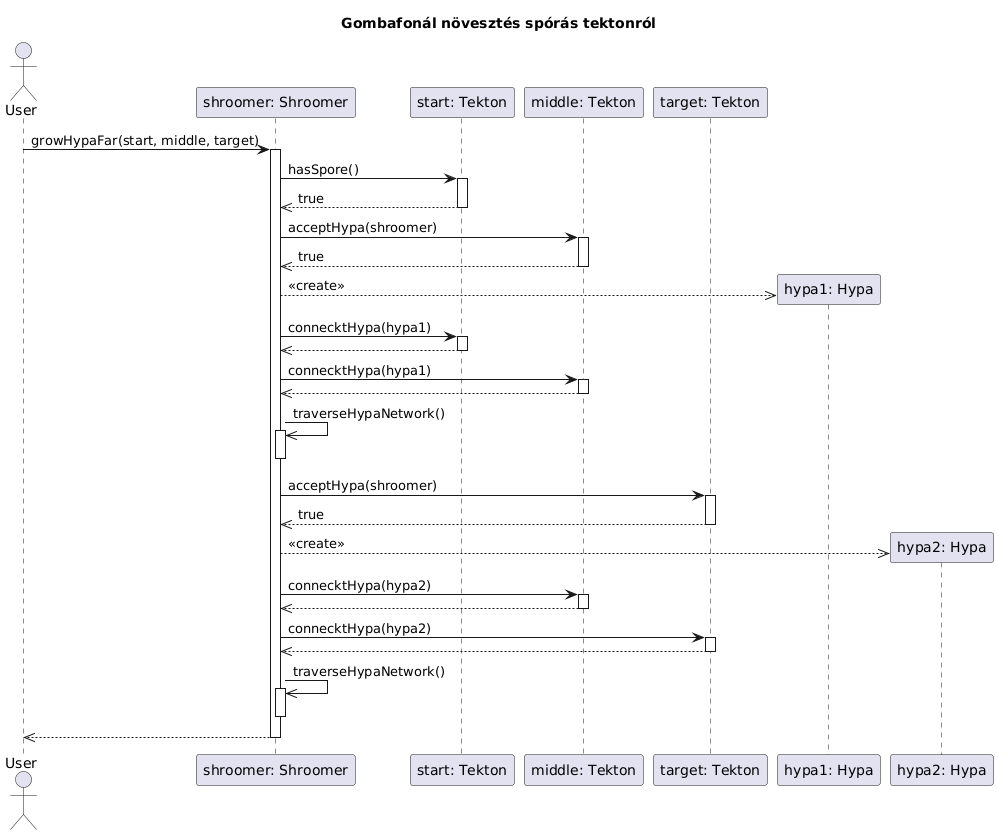 Gombafonál növesztés spórás tektonról
User
shroomer: Shroomer
start: Tekton
middle: Tekton
target: Tekton
growHypaFar(start, middle, target)
hasSpore()
true
acceptHypa(shroomer)
true
«create»
hypa1: Hypa
connecktHypa(hypa1)
connecktHypa(hypa1)
traverseHypaNetwork()
acceptHypa(shroomer)
true
«create»
hypa2: Hypa
connecktHypa(hypa2)
connecktHypa(hypa2)
traverseHypaNetwork()
User
shroomer: Shroomer
start: Tekton
middle: Tekton
target: Tekton
hypa1: Hypa
hypa2: Hypa